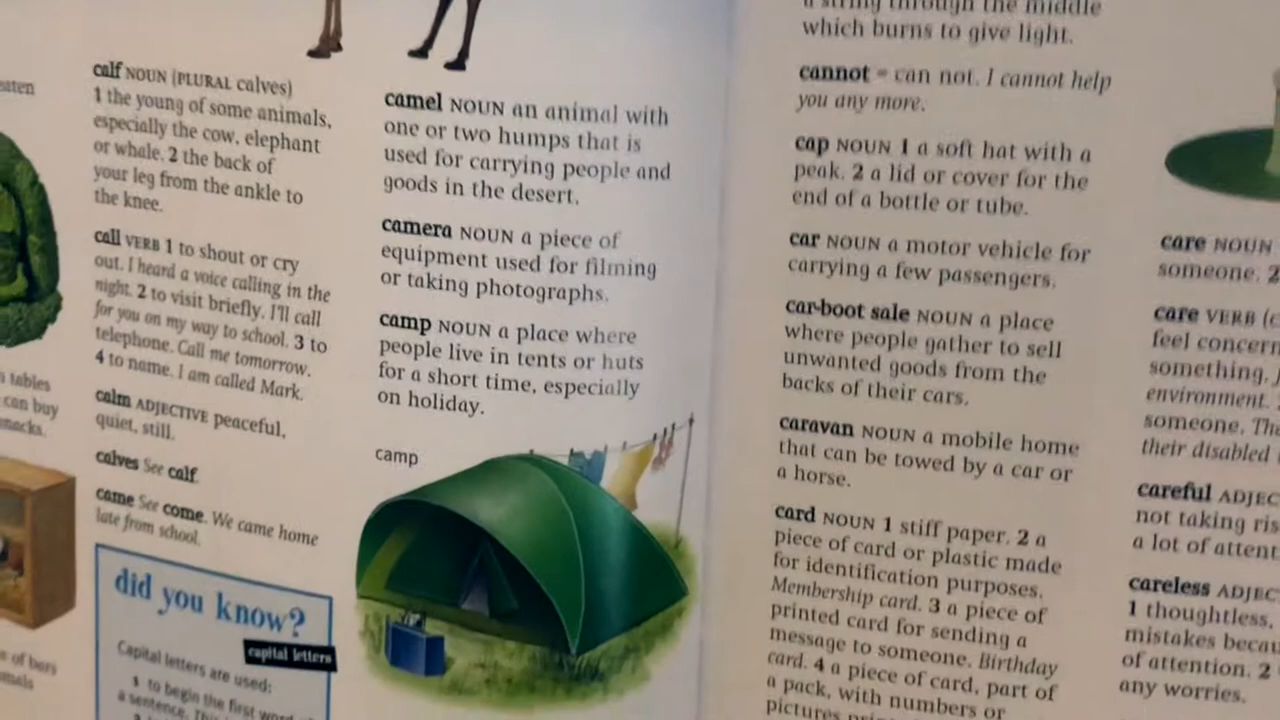 eaten
tables
can buy
snacks.
of bers
calf NOUN (PLURAL calves)
1 the young of some animals,
especially the cow, elephant
or whale. 2 the back of
your leg from the ankle to
the knee.
call VERB 1 to shout or cry
out. I heard a voice calling in the
night. 2 to visit briefly. I'll call
for you on my way to school. 3 to
telephone. Call me tomorrow.
4 to name. I am called Mark.
calm ADJECTIVE peaceful,
quiet, still.
calves See calf.
came See come. We came home
late from school.
did you know?
capital letters
Capital letters are used:
1 to begin the first word of
a sentence. This
camel NOUN an animal with
one or two humps that is
used for carrying people and
goods in the desert.
camera NOUN a piece of
equipment used for filming
or taking photographs.
camp NOUN a place where
people live in tents or huts
for a short time, especially
on holiday.
camp
a string through the middle
which burns to give light.
cannot = can not. I cannot help
you any more.
cap NOUN 1 a soft hat with a
peak. 2 a lid or cover for the
end of a bottle or tube.
car NOUN a motor vehicle for
carrying a few passengers.
car-boot sale NOUN a place
where people gather to sell
unwanted goods from the
backs of their cars.
caravan NOUN a mobile home
that can be towed by a car or
a horse.
card NOUN 1 stiff paper. 2 a
piece of card or plastic made
for identification purposes.
Membership card. 3 a piece of
printed card for sending a
message to someone. Birthday
card. 4 a piece of card, part of
a pack, with numbers or
pictures
care NOUN
someone. 2
care VERB
feel concern
something.
environment.
someone. The
their disabled
careful ADJEC
not taking ris
a lot of attent
careless ADJEC
1 thoughtless,
mistakes becau
of attention. 2
any worries.